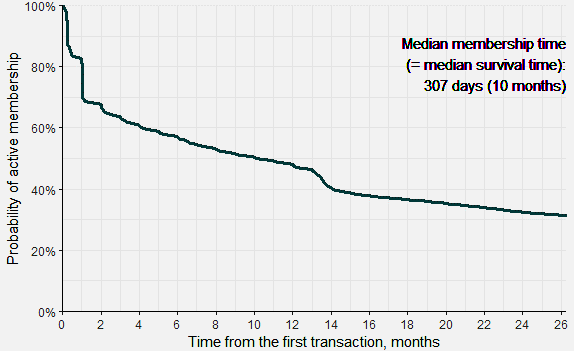 100%
80%
60%
40%
20%
0%
Probability of active membership
Median membership time
(= median survival time):
307 days (10 months)
0 2 4 6 8 10 12 14 16 18 20 22 24 26
Time from the first transaction, months